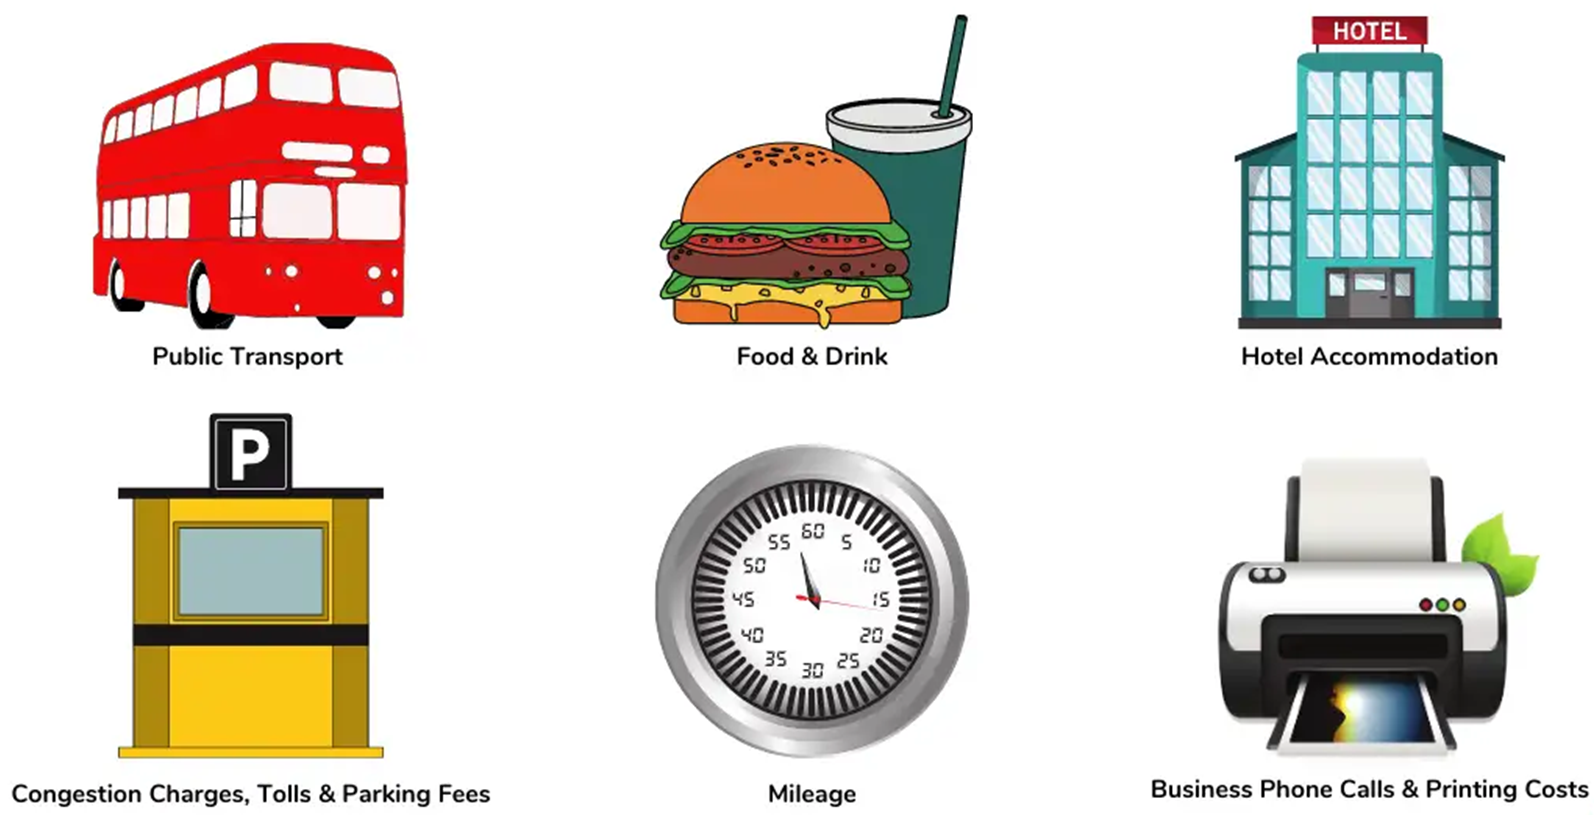 HOTEL
Public Transport
Food & Drink
Hotel Accommodation
P
60
55
5
50
10
45
15
40
20
35
25
30
Congestion Charges, Tolls & Parking Fees
Mileage
Business Phone Calls & Printing Costs